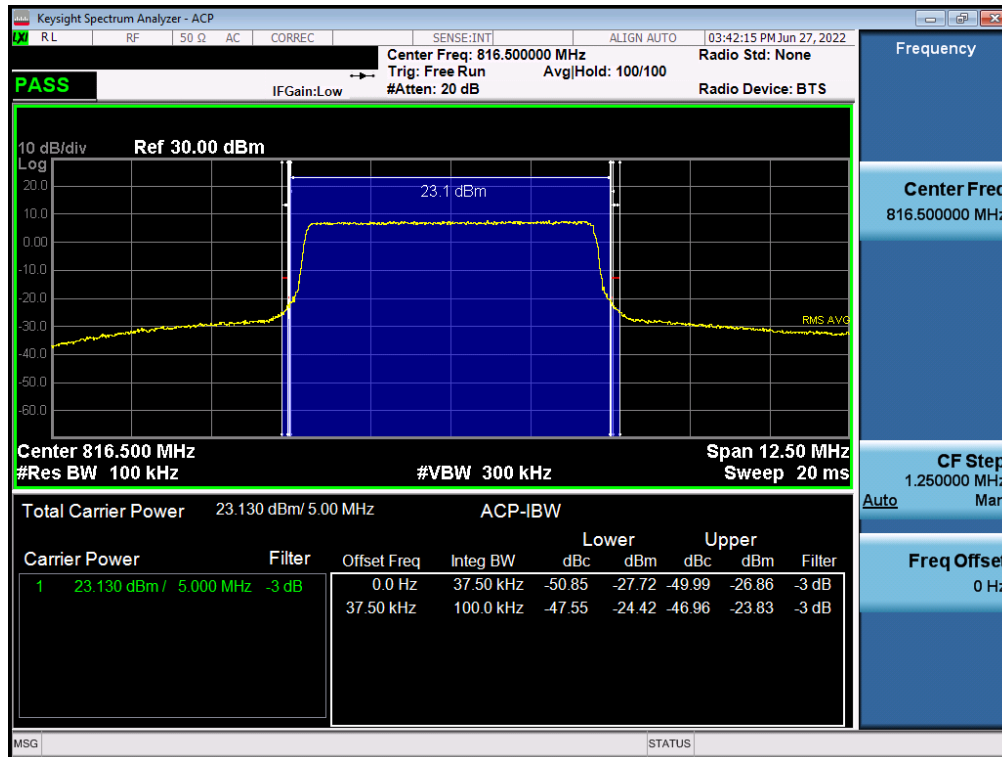 Keysight Spectrum Analyzer - ACP
LXI RL RF 50 Ω AC CORREC SENSE:INT ALIGN AUTO 03:42:15 PM Jun 27, 2022
Center Freq: 816.500000 MHz Radio Std: None
Trig: Free Run Avg|Hold: 100/100
PASS IFGain:Low #Atten: 20 dB Radio Device: BTS
10 dB/div Ref 30.00 dBm
Log
20.0
10.0
0.00
-10.0
-20.0
-30.0
-40.0
-50.0
-60.0
23.1 dBm
RMS AVG
Center 816.500 MHz Span 12.50 MHz
#Res BW 100 kHz #VBW 300 kHz Sweep 20 ms
Total Carrier Power 23.130 dBm/ 5.00 MHz ACP-IBW
Lower Upper
Carrier Power Filter Offset Freq Integ BW dBc dBm dBc dBm Filter
1 23.130 dBm / 5.000 MHz -3 dB 0.0 Hz 37.50 kHz -50.85 -27.72 -49.99 -26.86 -3 dB
37.50 kHz 100.0 kHz -47.55 -24.42 -46.96 -23.83 -3 dB
Frequency
Center Freq
816.500000 MHz
CF Step
1.250000 MHz
Auto Man
Freq Offset
0 Hz
MSG STATUS